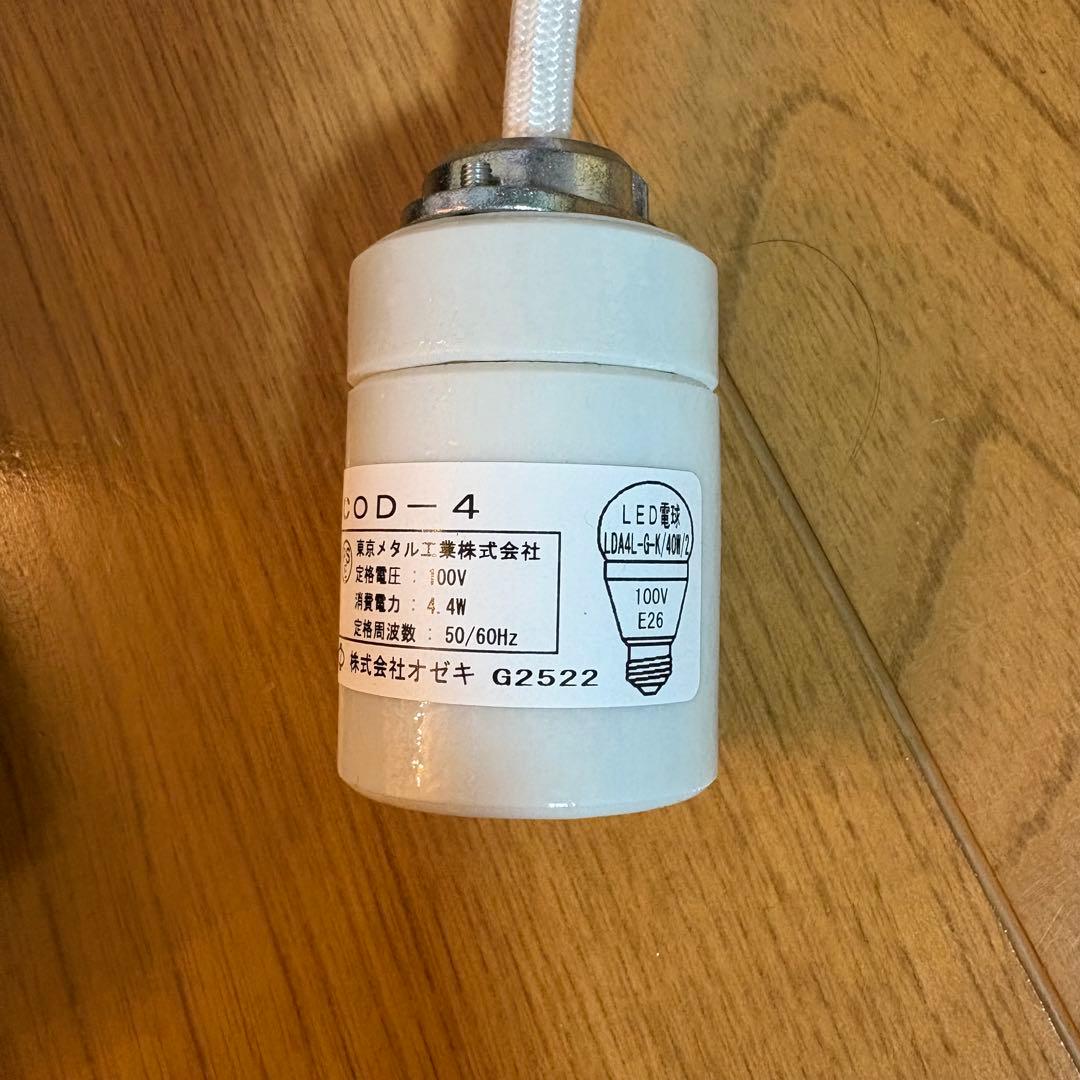 COD-4
東京メタル工業株式会社
定格電圧 : 100V
消費電力 : 4.4W
定格周波数 : 50/60Hz
株式会社オゼキ G2522
LED電球
LDA4L-G-K/40W/2
100V
E26